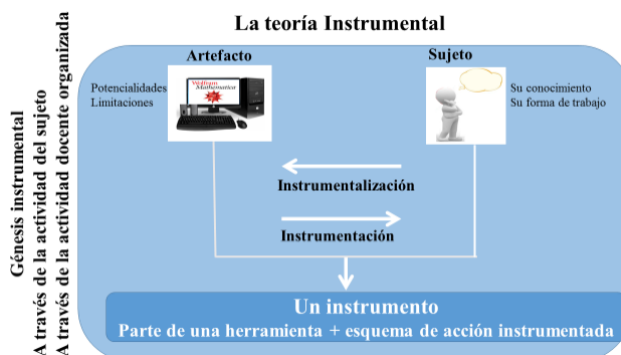 La teoría Instrumental
Génesis instrumental
A través de la actividad del sujeto
A través de la actividad docente organizada
Artefacto
Sujeto
Potencialidades
Limitaciones
Wolfram
Mathematica
Su conocimiento
Su forma de trabajo
Instrumentalización
Instrumentación
Un instrumento
Parte de una herramienta + esquema de acción instrumentada